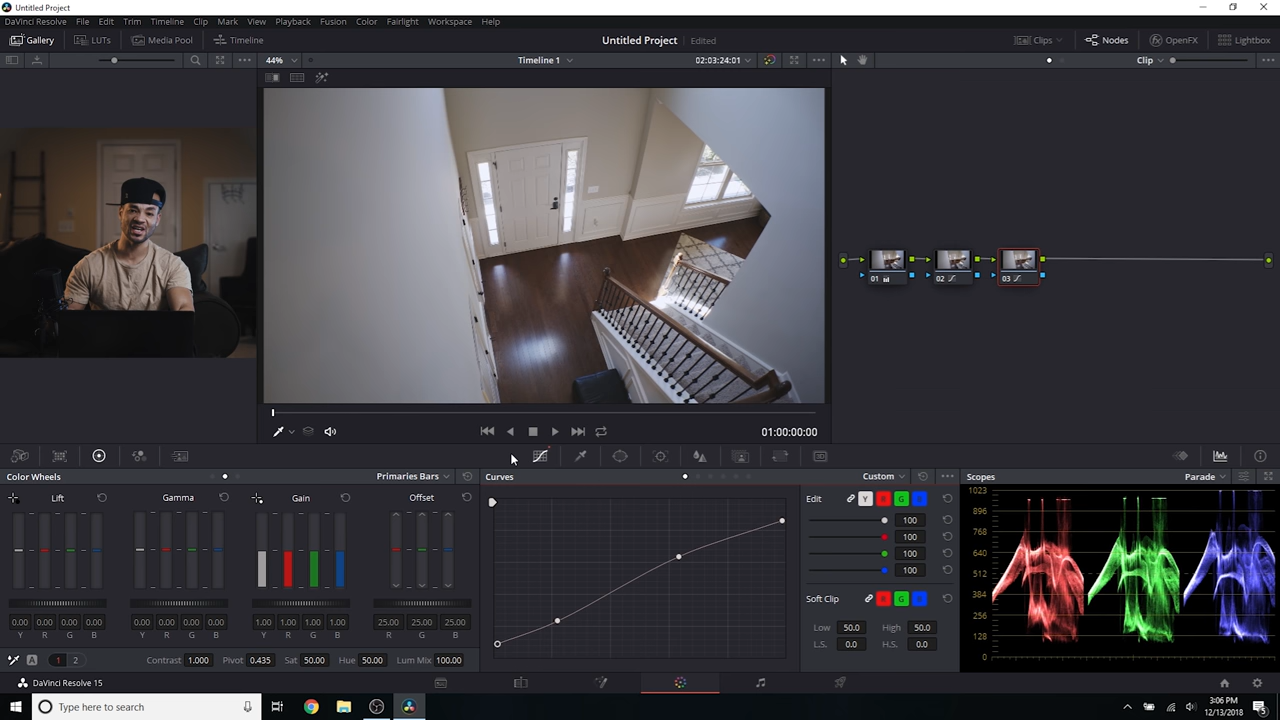 Untitled Project
DaVinci Resolve File Edit Trim Timeline Clip Mark View Playback Fusion Color Fairlight Workspace Help
Gallery LUTs Media Pool Timeline Untitled Project Edited Clips Nodes OpenFX Lightbox
44% Timeline 1 02:03:24:01 Clip
01 02 03
01:00:00:00
Color Wheels Primaries Bars Curves Custom Scopes Parade
Lift Gamma Gain Offset Edit Y R G B 1023
100 896
100 768
100 640
100 512
Soft Clip R G B 384
0.00 0.00 0.00 0.00 0.00 0.00 0.00 0.00 1.00 1.00 1.00 1.00 25.00 25.00 25.00 Low 50.0 High 50.0 256
Y R G B Y R G B Y R G B R G B L.S. 0.0 H.S. 0.0 128
A 1 2 Contrast 1.000 Pivot 0.435 Sat 50.00 Hue 50.00 Lum Mix 100.00 0
DaVinci Resolve 15
Type here to search 3:06 PM
12/13/2018 5